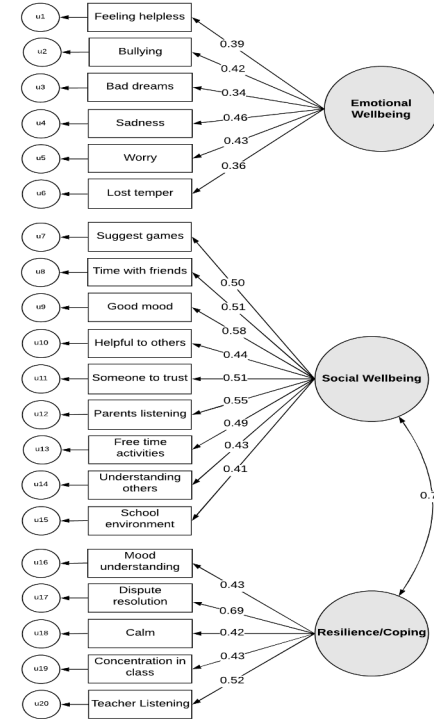 u1 Feeling helpless
0.39
u2 Bullying
0.42
u3 Bad dreams
0.34
Emotional
Wellbeing
u4 Sadness
0.46
u5 Worry
0.43
u6 Lost temper
0.36
u7 Suggest games
0.50
u8 Time with friends
0.51
u9 Good mood
0.58
u10 Helpful to others
0.44
u11 Someone to trust
0.51
Social Wellbeing
u12 Parents listening
0.55
u13 Free time
activities
0.49
u14 Understanding
others
0.43
u15 School
environment
0.41
u16 Mood
understanding
0.43
u17 Dispute
resolution
0.69
u18 Calm
0.42
Resilience/Coping
u19 Concentration in
class
0.43
u20 Teacher Listening
0.52